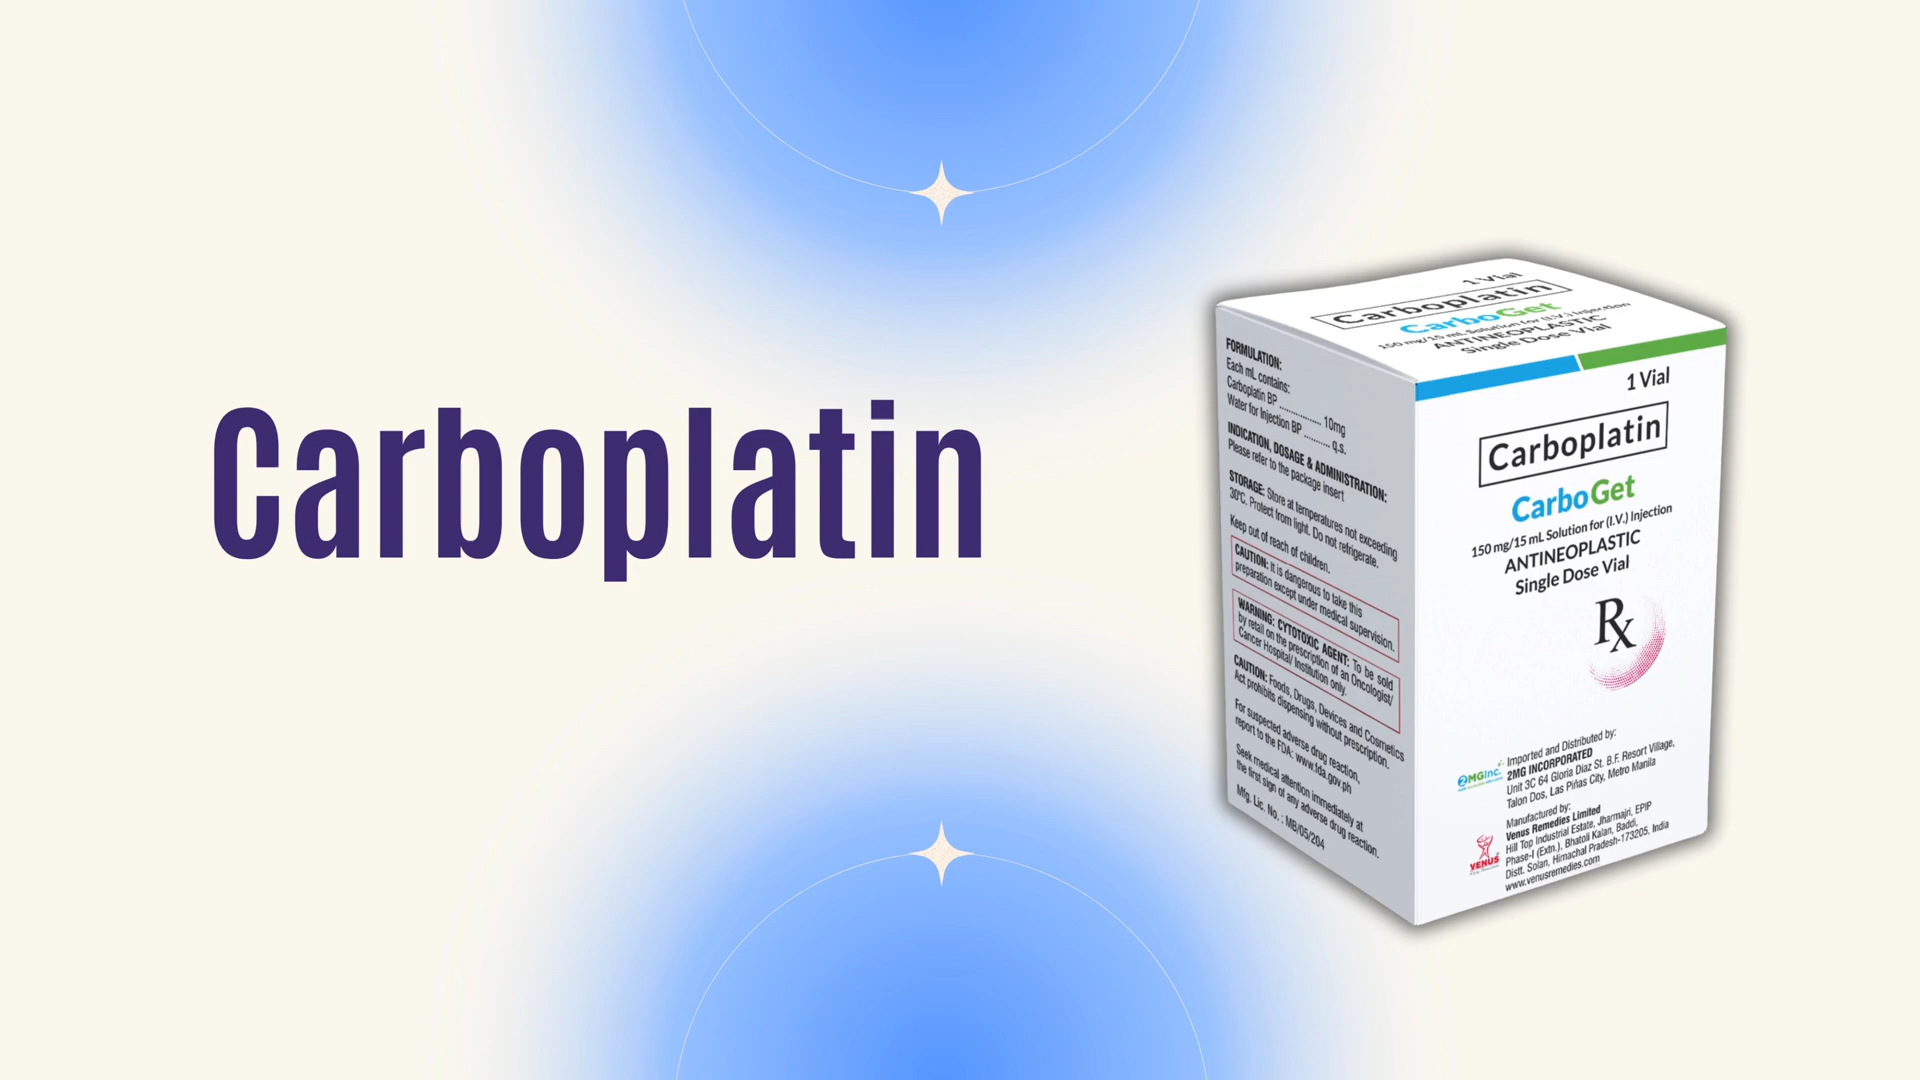 Carboplatin
1 Vial
Carboplatin
CarboGet
150 mg/15 mL Solution for (I.V.) Injection
ANTINEOPLASTIC
Single Dose Vial
FORMULATION:
Each mL contains:
Carboplatin BP ............... 10mg
Water for Injection BP ......... q.s.
INDICATION, DOSAGE & ADMINISTRATION:
Please refer to the package insert
STORAGE: Store at temperatures not exceeding
30°C. Protect from light. Do not refrigerate.
Keep out of reach of children.
CAUTION: It is dangerous to take this
preparation except under medical supervision.
WARNING: CYTOTOXIC AGENT: To be sold
by retail on the prescription of an Oncologist/
Cancer Hospital/ Institution only.
CAUTION: Foods, Drugs, Devices and Cosmetics
Act prohibits dispensing without prescription.
For suspected adverse drug reaction,
report to the FDA: www.fda.gov.ph
Seek medical attention immediately at
the first sign of any adverse drug reaction.
Mfg. Lic. No. : MB/05/204
1 Vial
Carboplatin
CarboGet
150 mg/15 mL Solution for (I.V.) Injection
ANTINEOPLASTIC
Single Dose Vial
Rx
2MGInc.
Imported and Distributed by:
2MG INCORPORATED
Unit 3C 64 Gloria Diaz St. B.F. Resort Village,
Talon Dos, Las Piñas City, Metro Manila
VENUS
Manufactured by:
Venus Remedies Limited
Hill Top Industrial Estate, Jharmajri, EPIP
Phase-I (Extn.), Bhatoli Kalan, Baddi,
Distt. Solan, Himachal Pradesh-173205, India
www.venusremedies.com